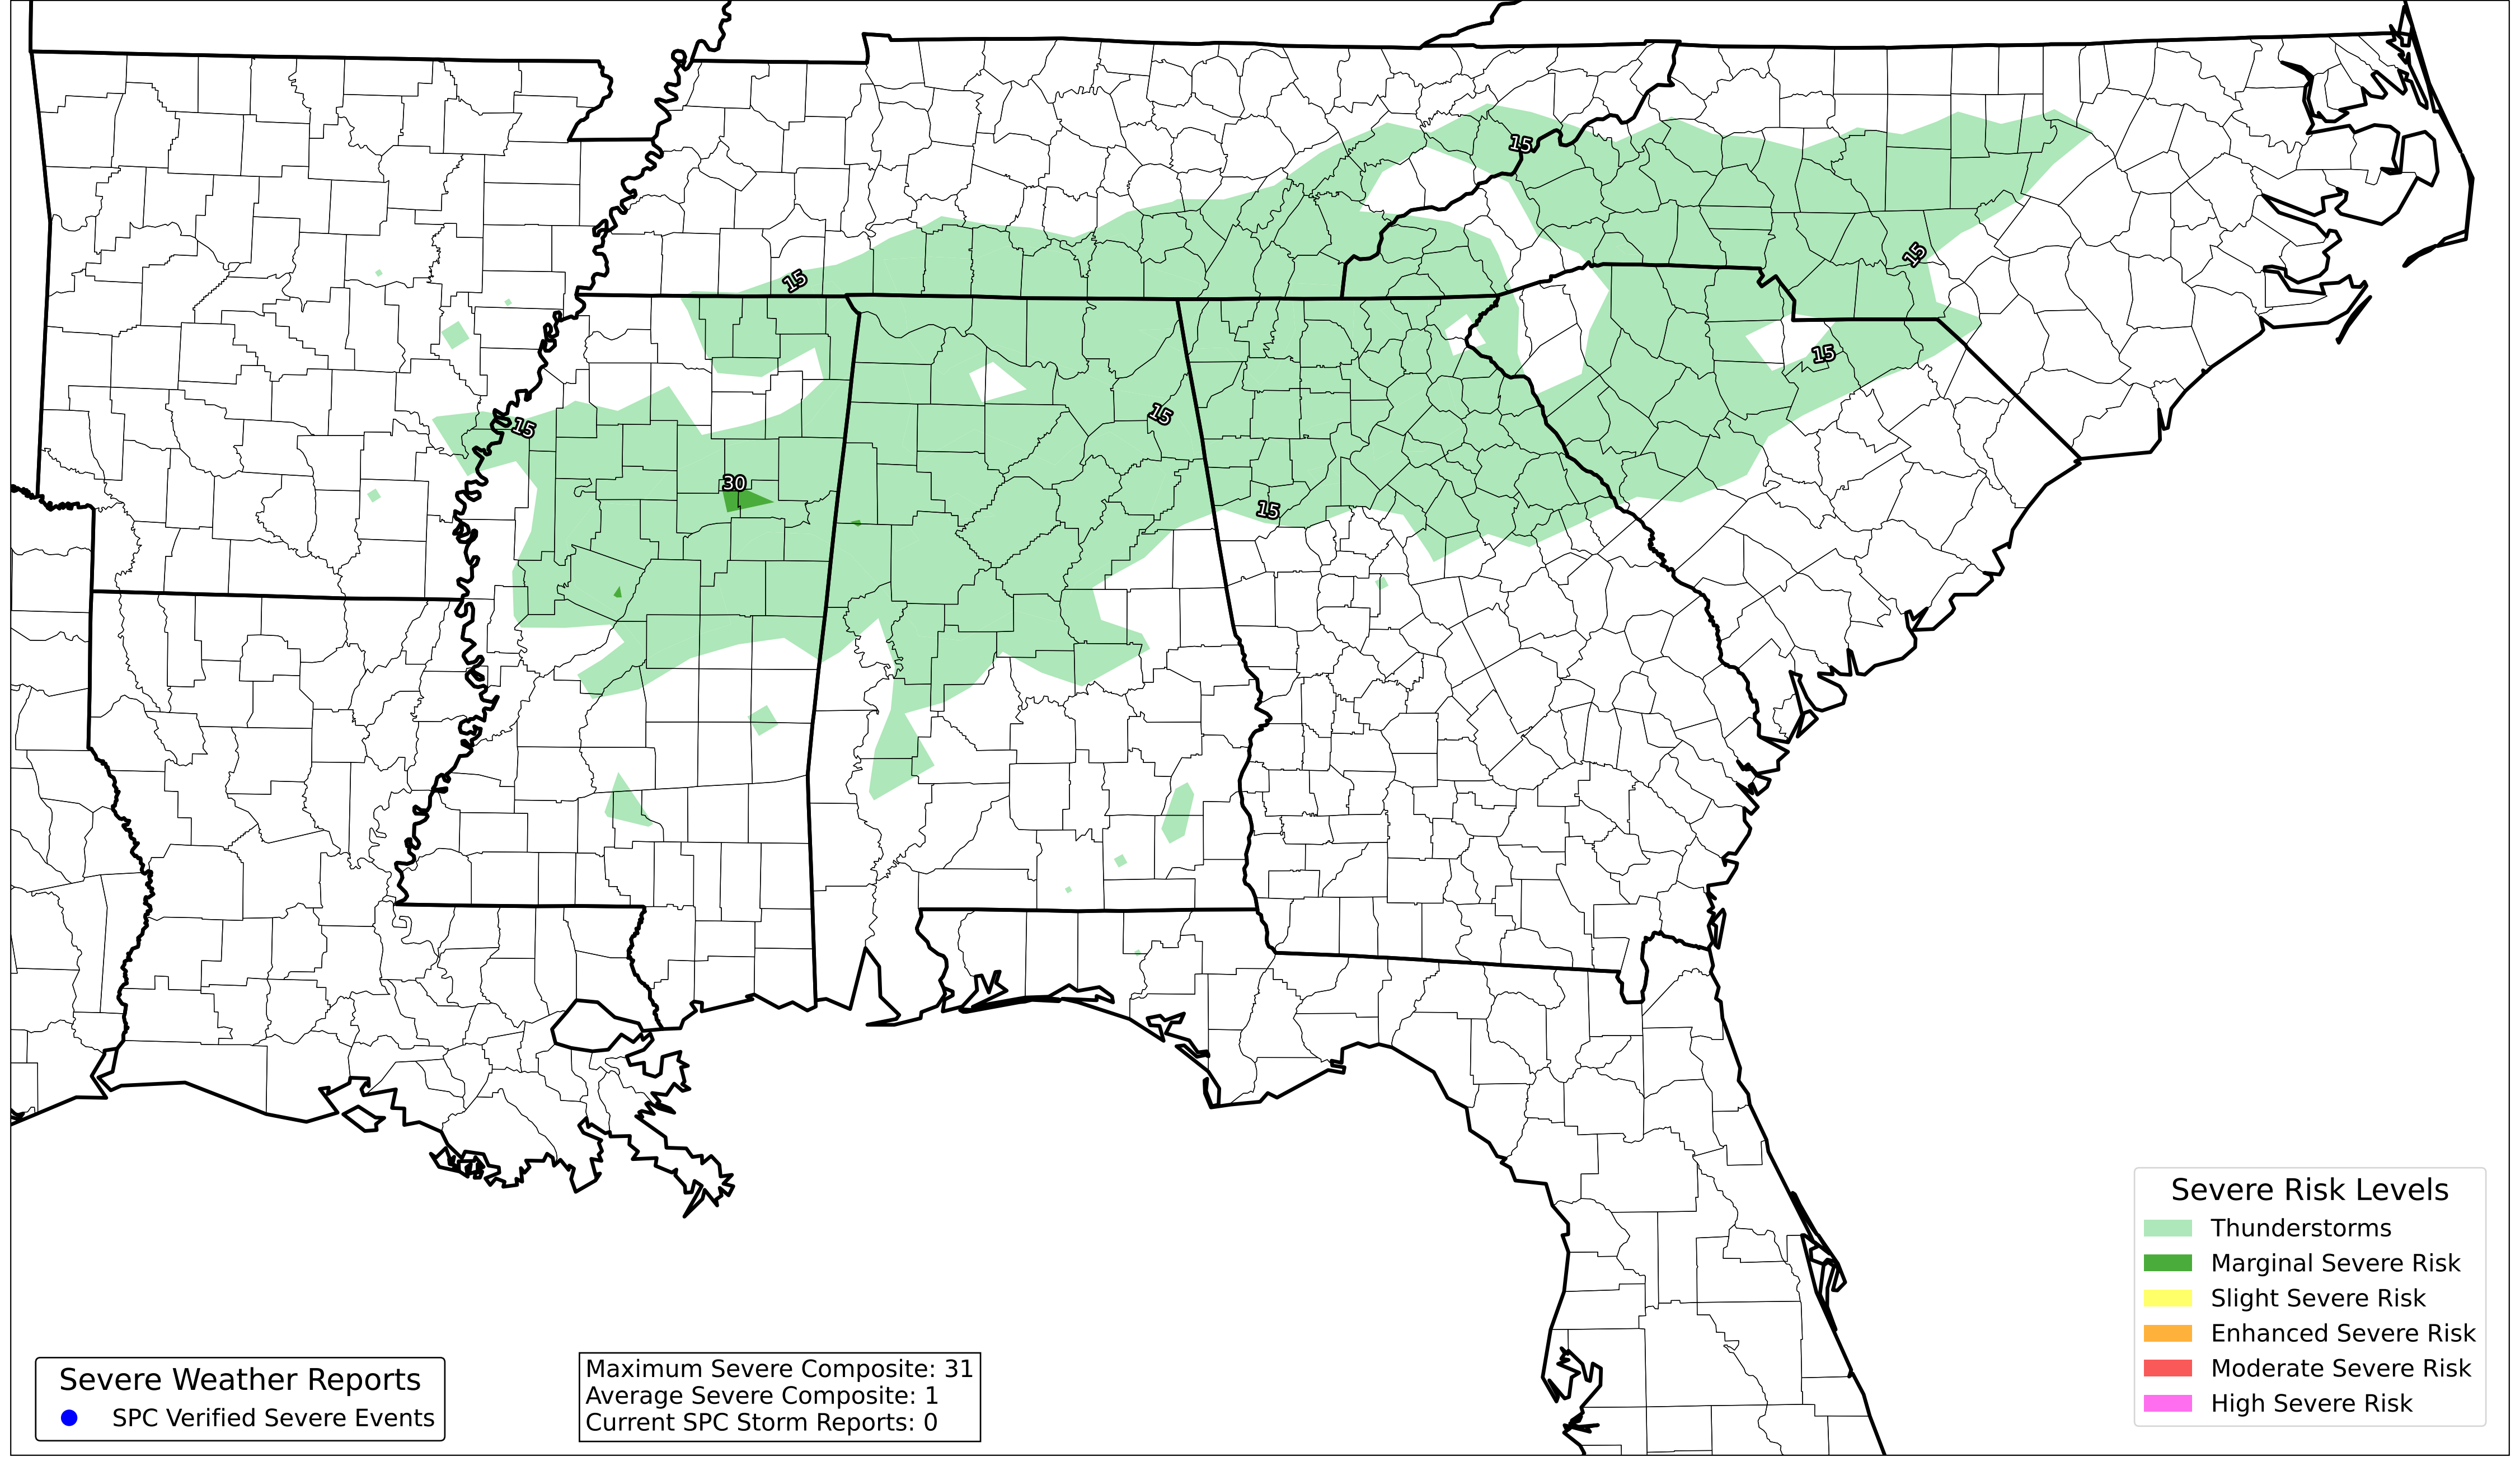 15
15
15
15
15
15
30
15
Severe Risk Levels
Thunderstorms
Marginal Severe Risk
Slight Severe Risk
Enhanced Severe Risk
Moderate Severe Risk
High Severe Risk
Severe Weather Reports
SPC Verified Severe Events
Maximum Severe Composite: 31
Average Severe Composite: 1
Current SPC Storm Reports: 0